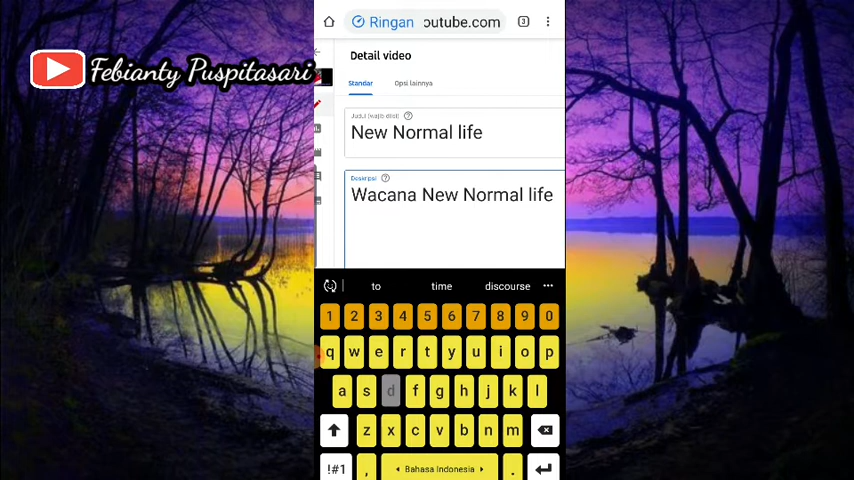 Febianty Puspitasari
Ringan outube.com 3
Detail video
Standar Opsi lainnya
Judul (wajib diisi)
New Normal life
Deskripsi
Wacana New Normal life
to time discourse
1 2 3 4 5 6 7 8 9 0
q w e r t y u i o p
a s d f g h j k l
z x c v b n m
!#1 , Bahasa Indonesia .